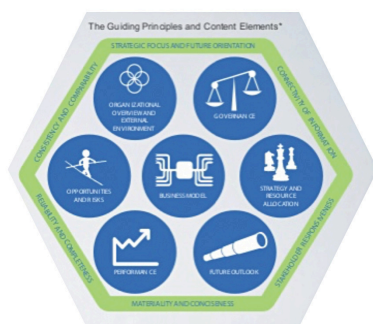 The Guiding Principles and Content Elements*
STRATEGIC FOCUS AND FUTURE ORIENTATION
CONSISTENCY AND COMPARABILITY
CONNECTIVITY OF INFORMATION
ORGANIZATIONAL
OVERVIEW AND
EXTERNAL
ENVIRONMENT
GOVERNANCE
OPPORTUNITIES
AND RISKS
BUSINESS MODEL
STRATEGY AND
RESOURCE
ALLOCATION
PERFORMANCE
FUTURE OUTLOOK
RELIABILITY AND COMPLETENESS
STAKEHOLDER RESPONSIVENESS
MATERIALITY AND CONCISENESS